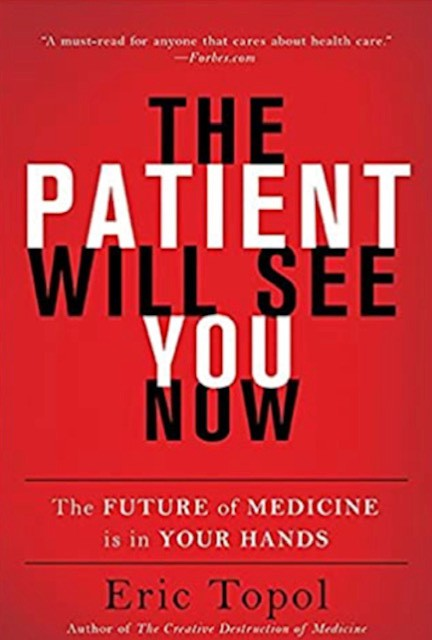 "A must-read for anyone that cares about health care."
—Forbes.com
THE
PATIENT
WILL SEE
YOU
NOW
The FUTURE of MEDICINE
is in YOUR HANDS
Eric Topol
Author of The Creative Destruction of Medicine